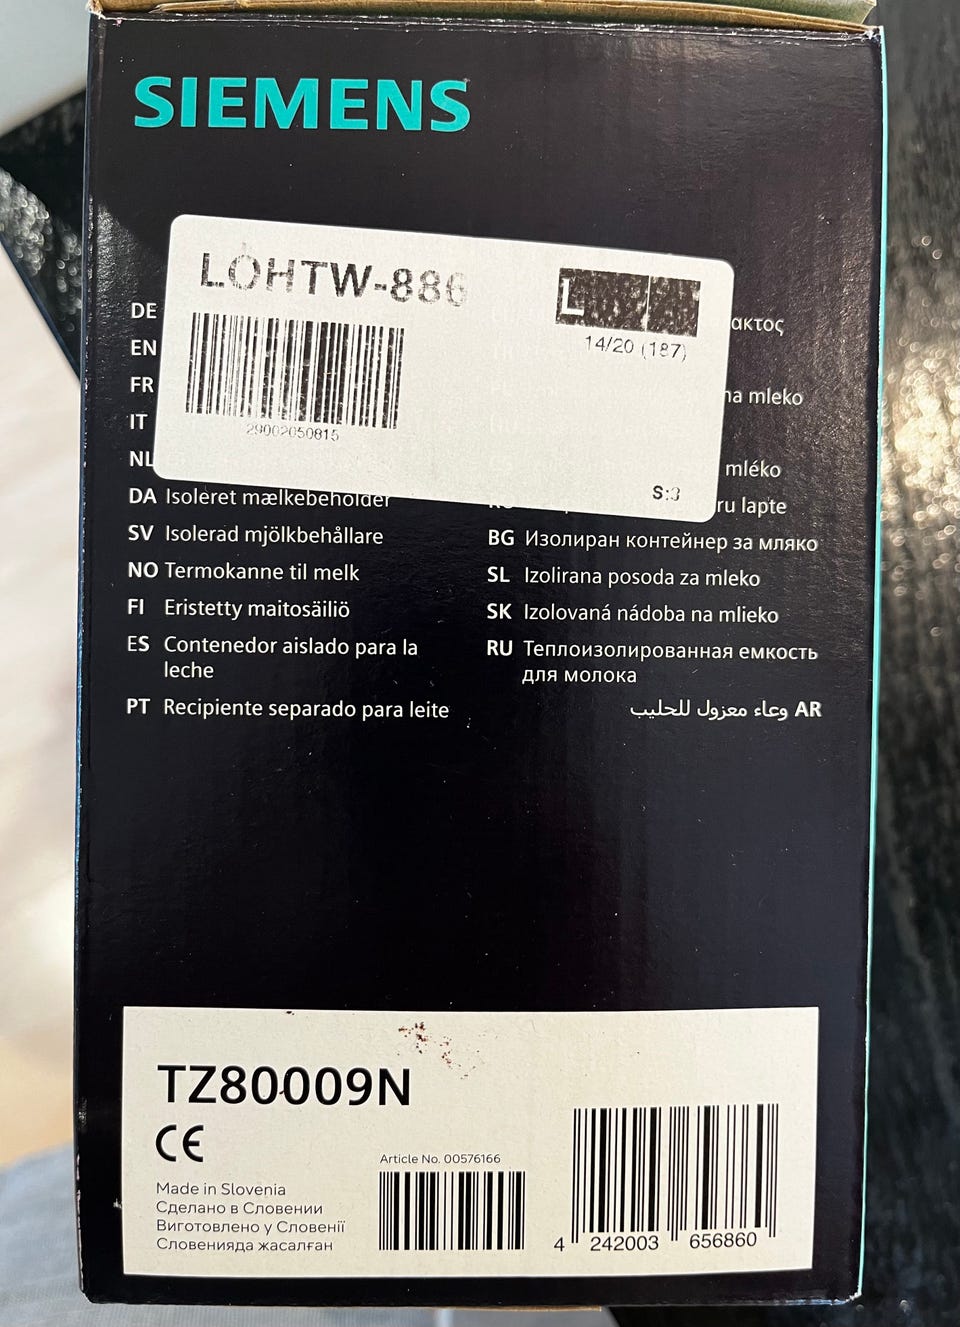 SIEMENS
LOHTW-886
L
14/20 (187)
29002050815
S:3
DE
EN
FR
IT
NL
DA Isoleret mælkebeholder
SV Isolerad mjölkbehållare
NO Termokanne til melk
FI Eristetty maitosäiliö
ES Contenedor aislado para la
leche
PT Recipiente separado para leite
na mleko
mléko
ru lapte
BG Изолиран контейнер за мляко
SL Izolirana posoda za mleko
SK Izolovaná nádoba na mlieko
RU Теплоизолированная емкость
для молока
AR وعاء معزول للحليب
TZ80009N
CE
Article No. 00576166
Made in Slovenia
Сделано в Словении
Виготовлено у Словенії
Словенияда жасалған
4 242003 656860